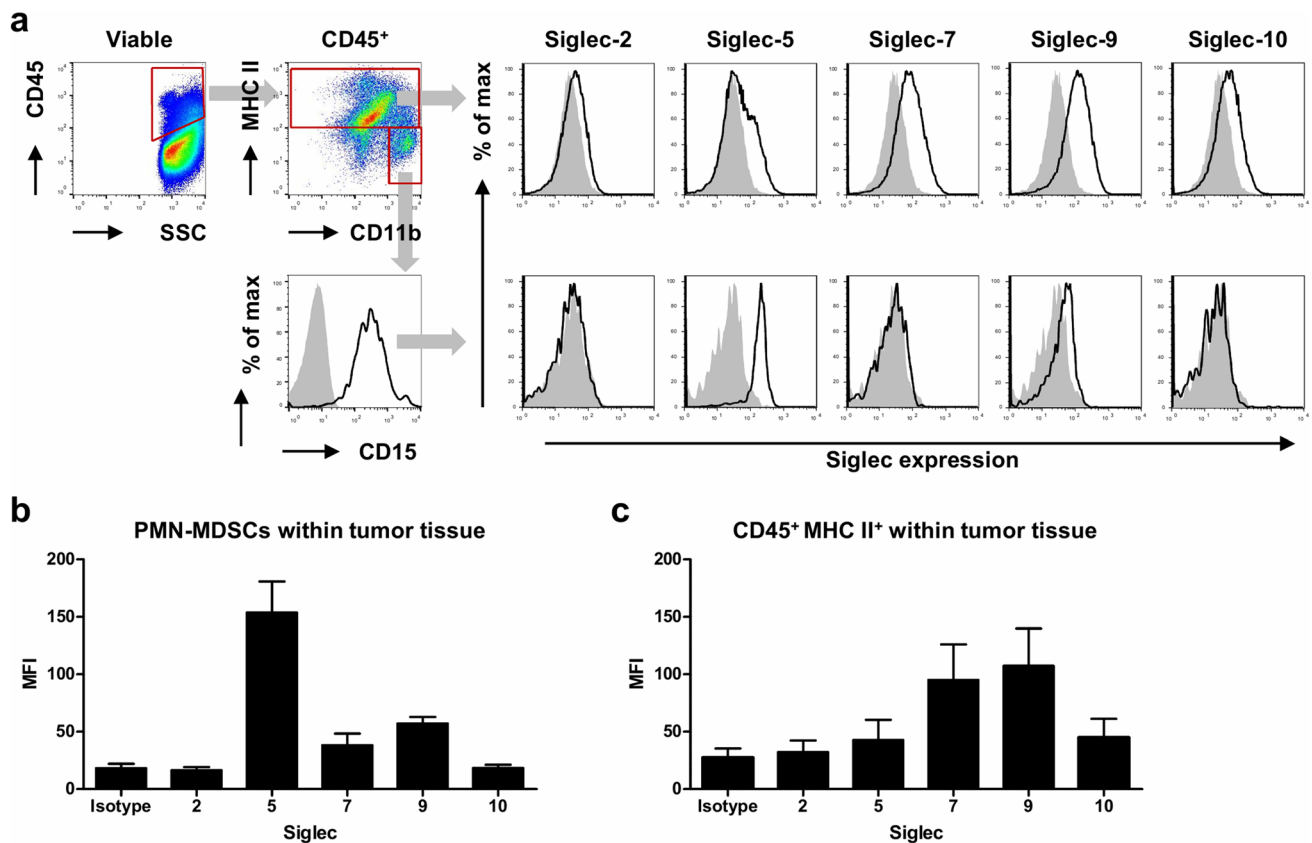 a
Viable
CD45⁺
Siglec-2 Siglec-5 Siglec-7 Siglec-9 Siglec-10
CD45
MHC II
% of max
SSC
CD11b
% of max
CD15
Siglec expression
b
PMN-MDSCs within tumor tissue
MFI
200
150
100
50
0
Isotype 2 5 7 9 10
Siglec
c
CD45⁺ MHC II⁺ within tumor tissue
MFI
200
150
100
50
0
Isotype 2 5 7 9 10
Siglec